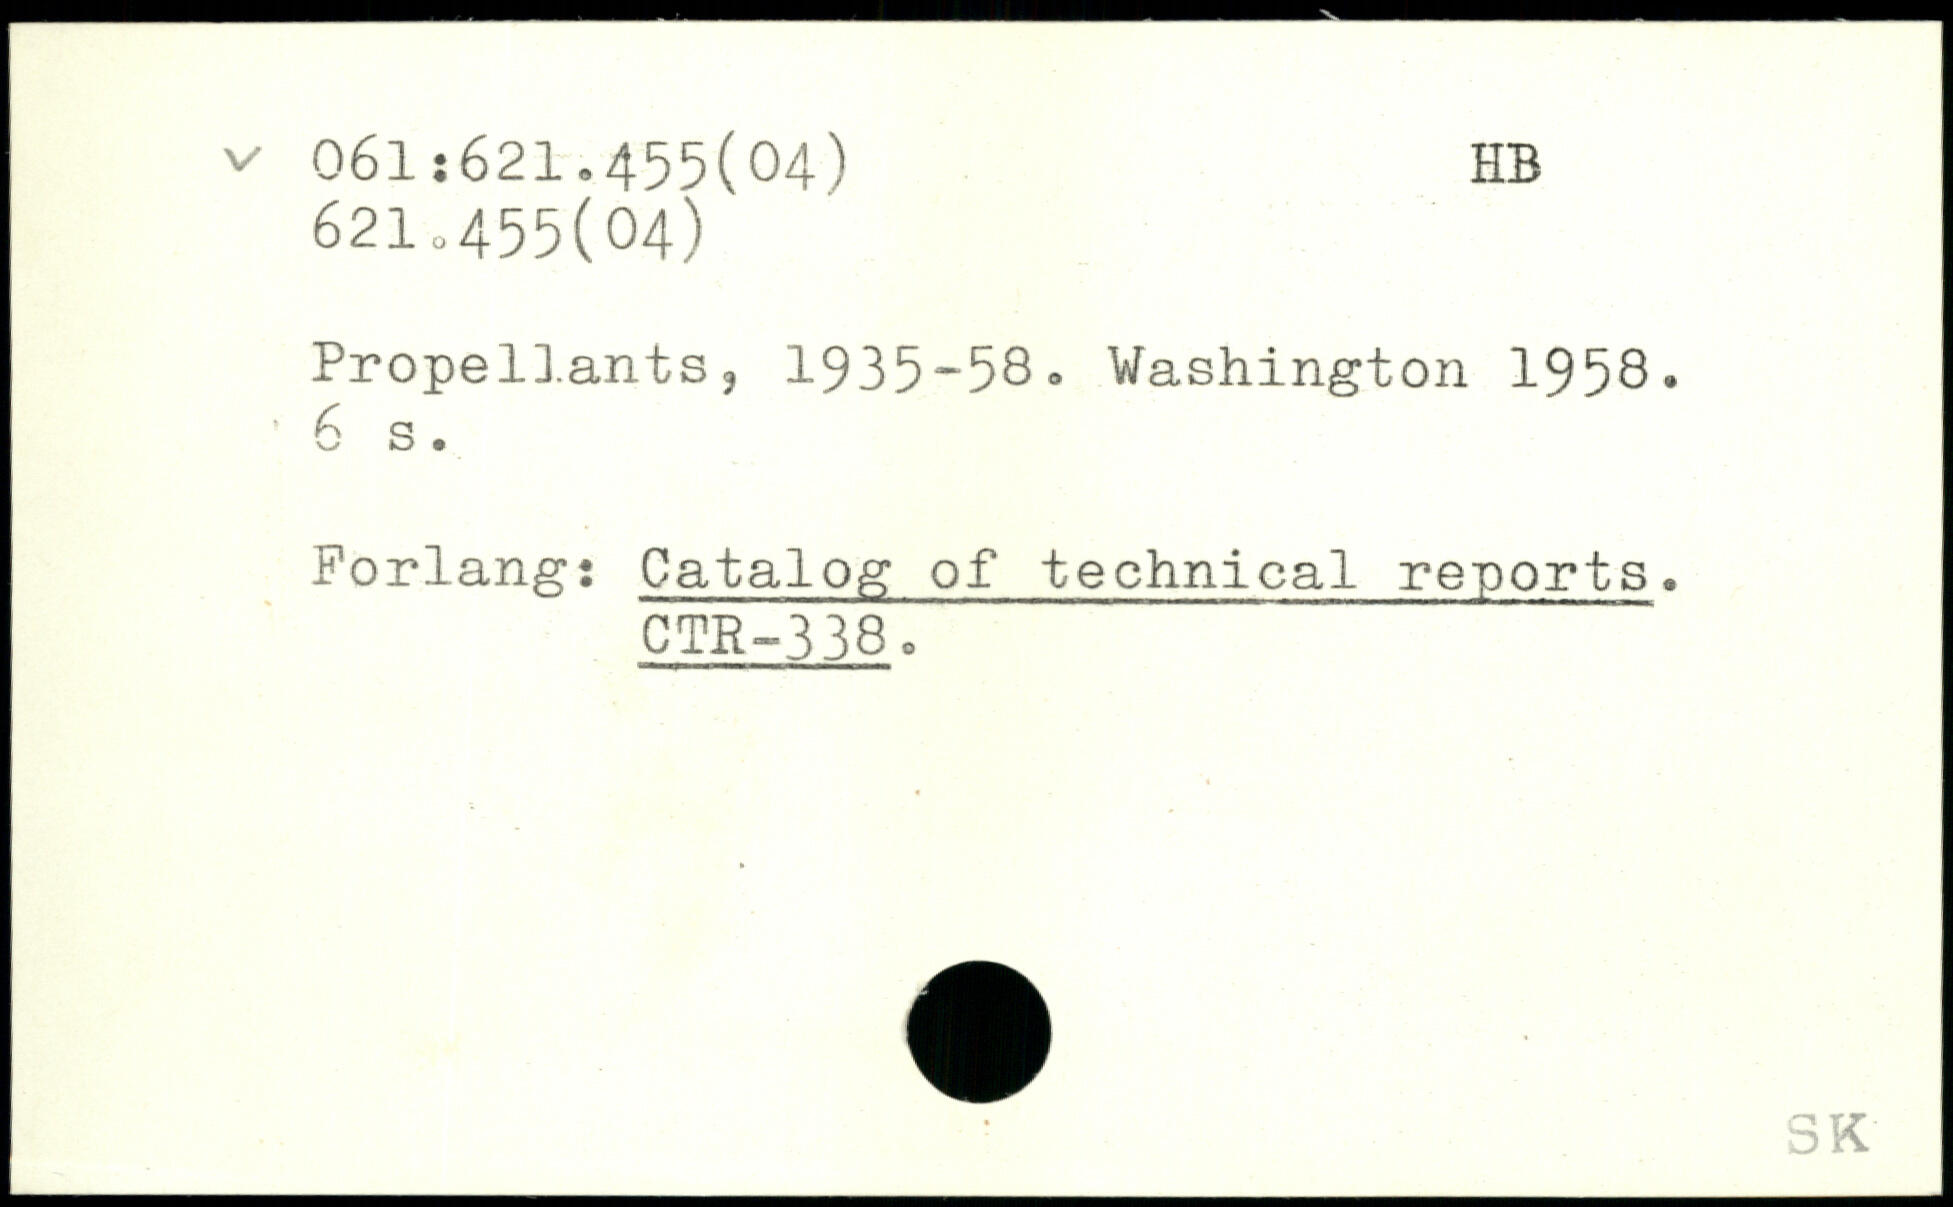 ✓ 061:621.455(04) HB
621.455(04)
Propellants, 1935-58. Washington 1958.
6 s.
Forlang: Catalog of technical reports.
CTR-338.
SK